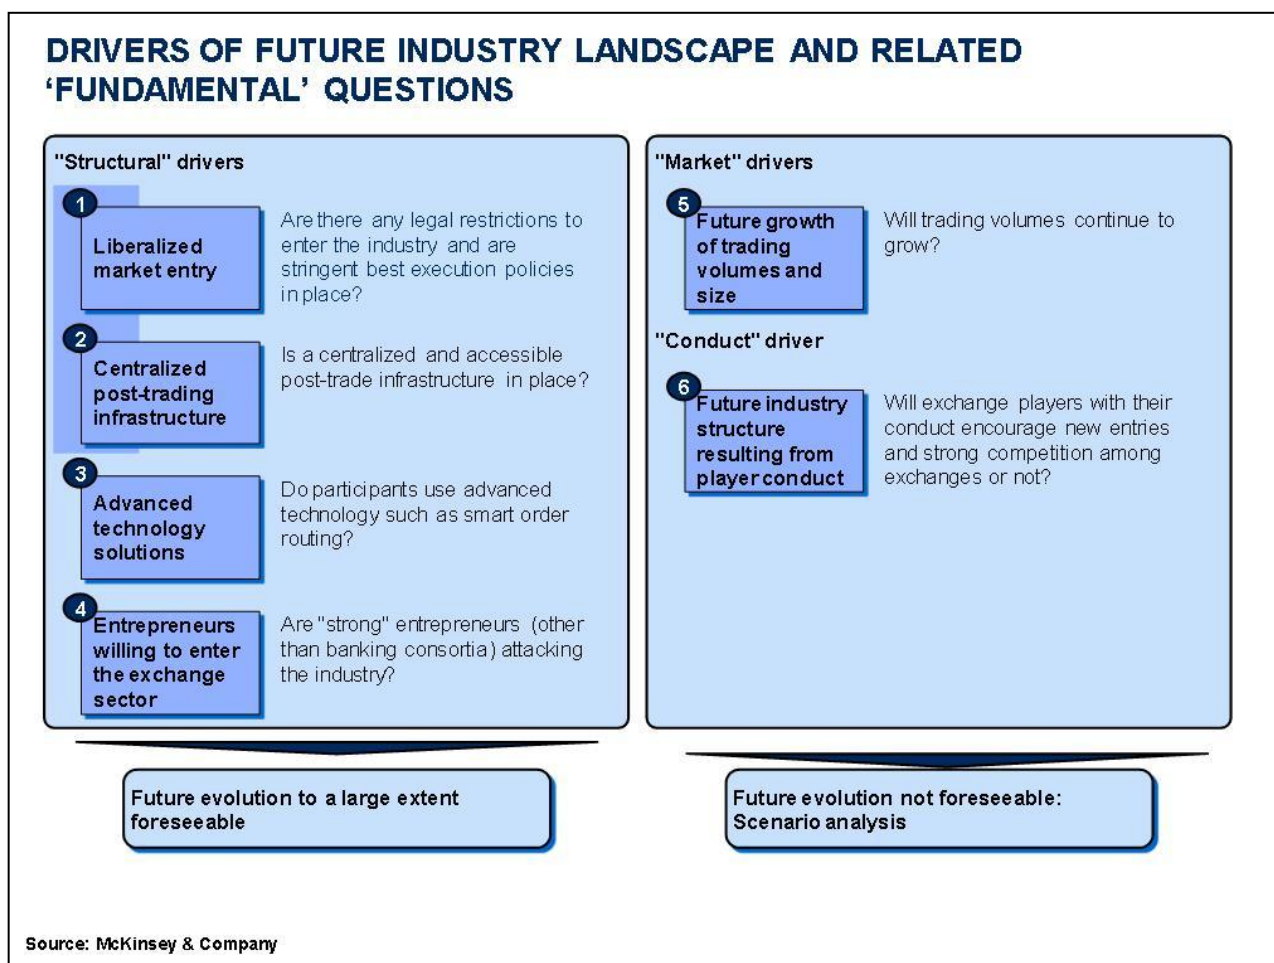 DRIVERS OF FUTURE INDUSTRY LANDSCAPE AND RELATED
‘FUNDAMENTAL’ QUESTIONS
"Structural" drivers
1
Liberalized
market entry
Are there any legal restrictions to
enter the industry and are
stringent best execution policies
in place?
2
Centralized
post-trading
infrastructure
Is a centralized and accessible
post-trade infrastructure in place?
3
Advanced
technology
solutions
Do participants use advanced
technology such as smart order
routing?
4
Entrepreneurs
willing to enter
the exchange
sector
Are "strong" entrepreneurs (other
than banking consortia) attacking
the industry?
Future evolution to a large extent
foreseeable
"Market" drivers
5
Future growth
of trading
volumes and
size
Will trading volumes continue to
grow?
"Conduct" driver
6
Future industry
structure
resulting from
player conduct
Will exchange players with their
conduct encourage new entries
and strong competition among
exchanges or not?
Future evolution not foreseeable:
Scenario analysis
Source: McKinsey & Company